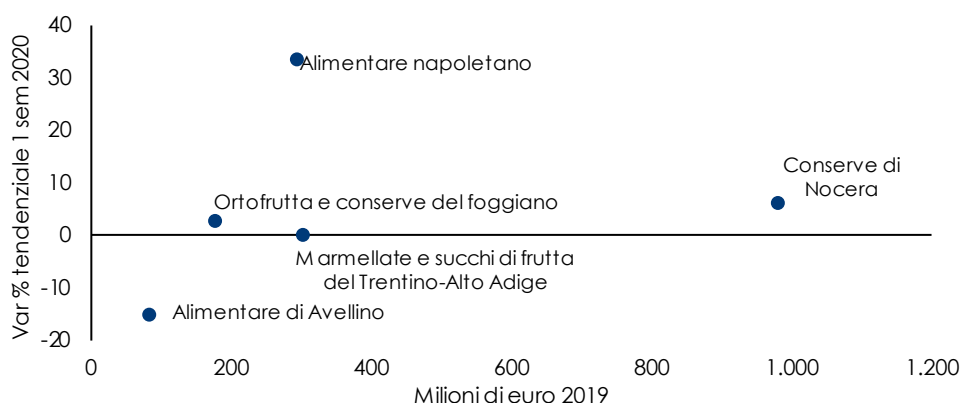 Var % tendenziale 1 sem 2020
40
30
20
10
0
-10
-20
Alimentare napoletano
Conserve di
Nocera
Ortofrutta e conserve del foggiano
Marmellate e succhi di frutta
del Trentino-Alto Adige
Alimentare di Avellino
0 200 400 600 800 1.000 1.200
Milioni di euro 2019